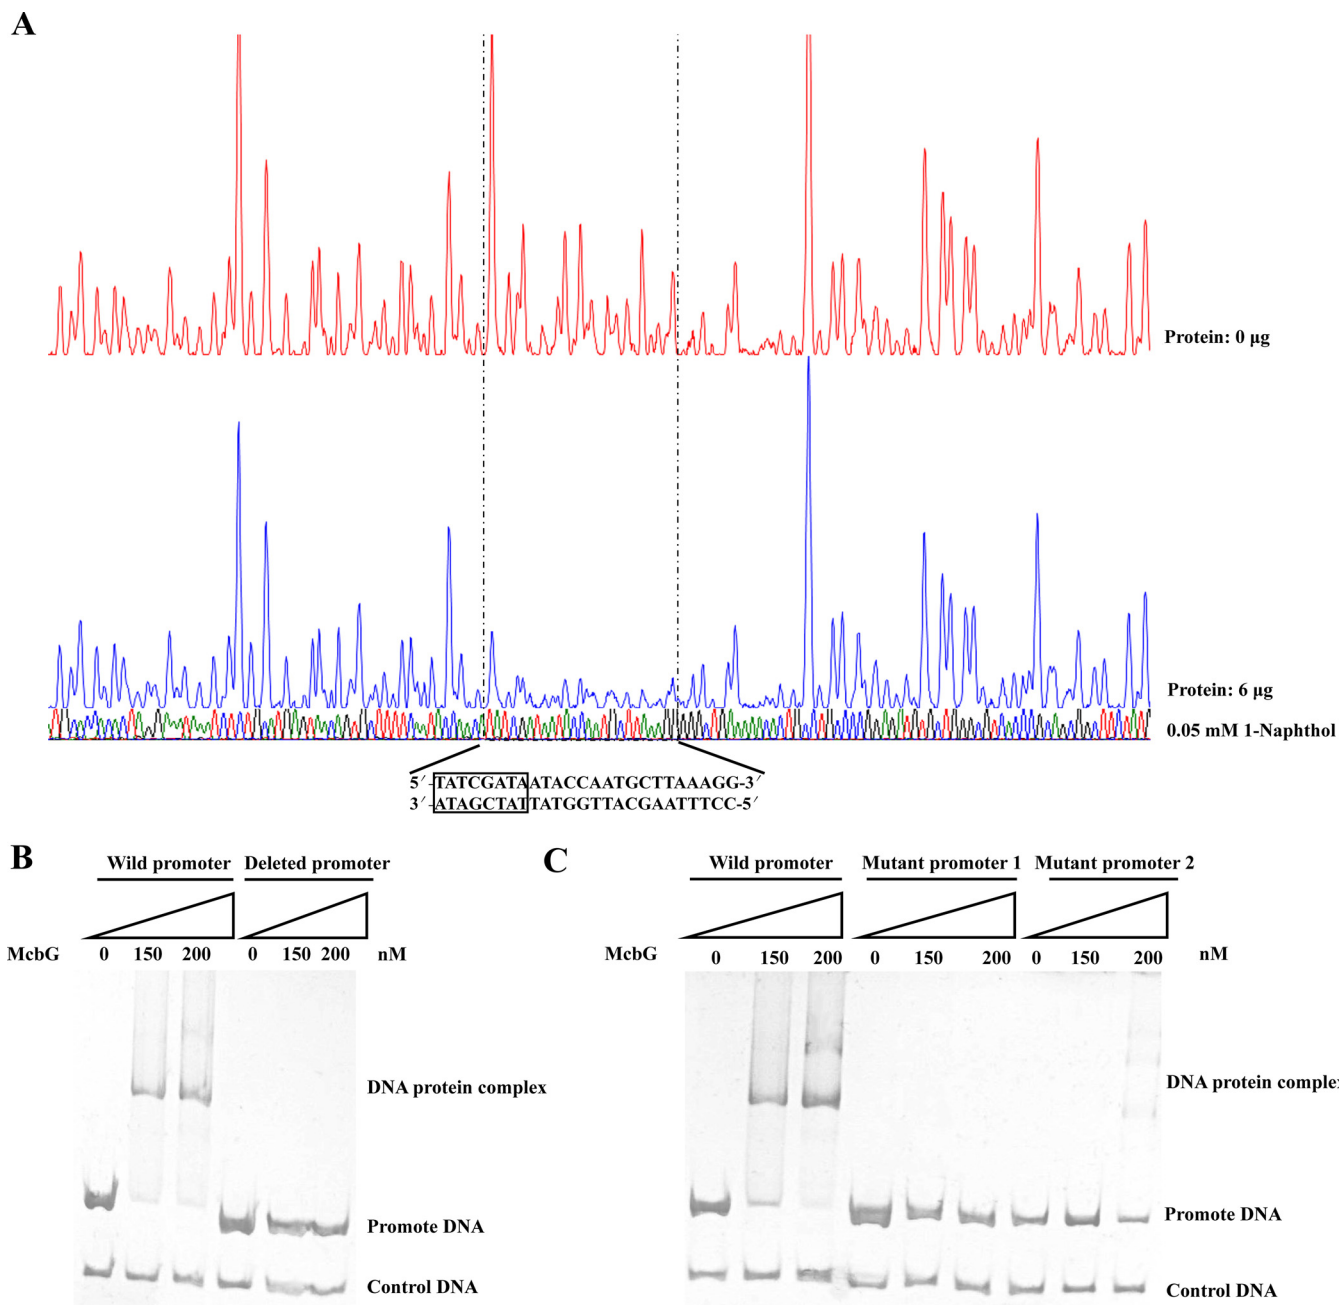 A
Protein: 0 µg
Protein: 6 µg
0.05 mM 1-Naphthol
5′-TATCGATAATACCAATGCTTAAAGG-3′
3′-ATAGCTATTATGGTTACGAATTTCC-5′
B
Wild promoter Deleted promoter
McbG 0 150 200 0 150 200 nM
DNA protein complex
Promote DNA
Control DNA
C
Wild promoter Mutant promoter 1 Mutant promoter 2
McbG 0 150 200 0 150 200 0 150 200 nM
DNA protein complex
Promote DNA
Control DNA